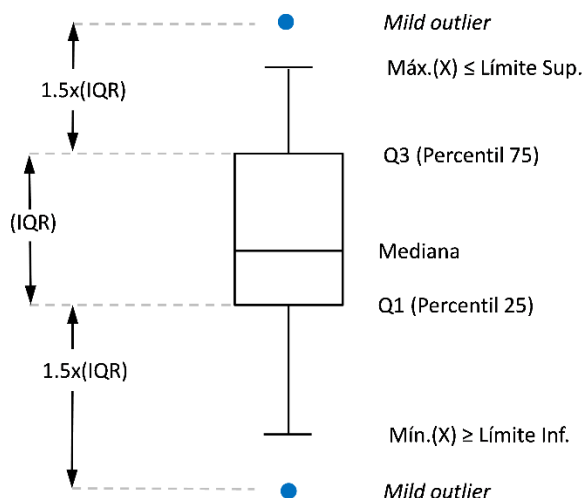 Mild outlier
Máx.(X) ≤ Límite Sup.
1.5x(IQR)
Q3 (Percentil 75)
(IQR)
Mediana
Q1 (Percentil 25)
1.5x(IQR)
Mín.(X) ≥ Límite Inf.
Mild outlier